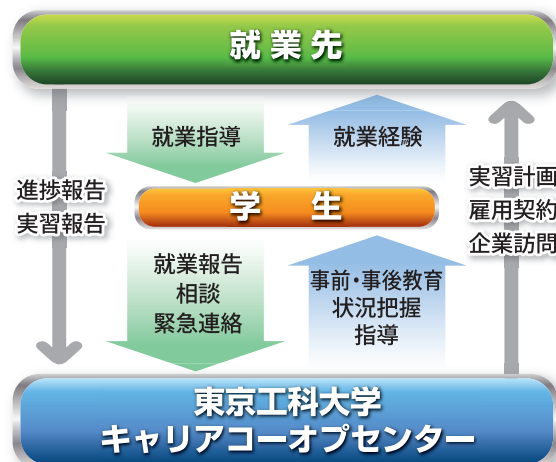 就業先
就業指導
就業経験
進捗報告
実習報告
実習計画
雇用契約
企業訪問
学 生
就業報告
相談
緊急連絡
事前・事後教育
状況把握
指導
東京工科大学
キャリアコーオプセンター